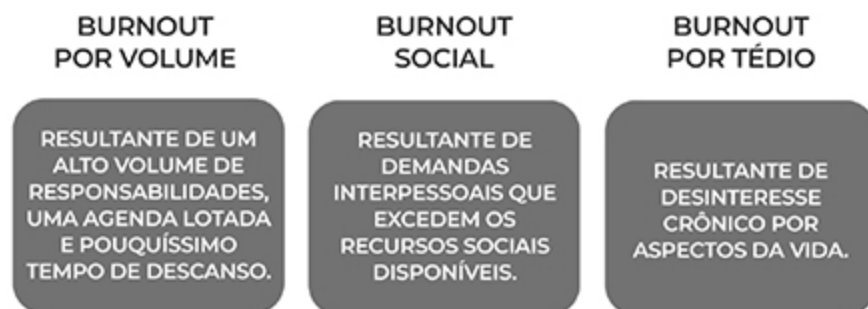 BURNOUT
POR VOLUME
RESULTANTE DE UM
ALTO VOLUME DE
RESPONSABILIDADES,
UMA AGENDA LOTADA
E POUQUÍSSIMO
TEMPO DE DESCANSO.
BURNOUT
SOCIAL
RESULTANTE DE
DEMANDAS
INTERPESSOAIS QUE
EXCEDEM OS
RECURSOS SOCIAIS
DISPONÍVEIS.
BURNOUT
POR TÉDIO
RESULTANTE DE
DESINTERESSE
CRÔNICO POR
ASPECTOS DA VIDA.